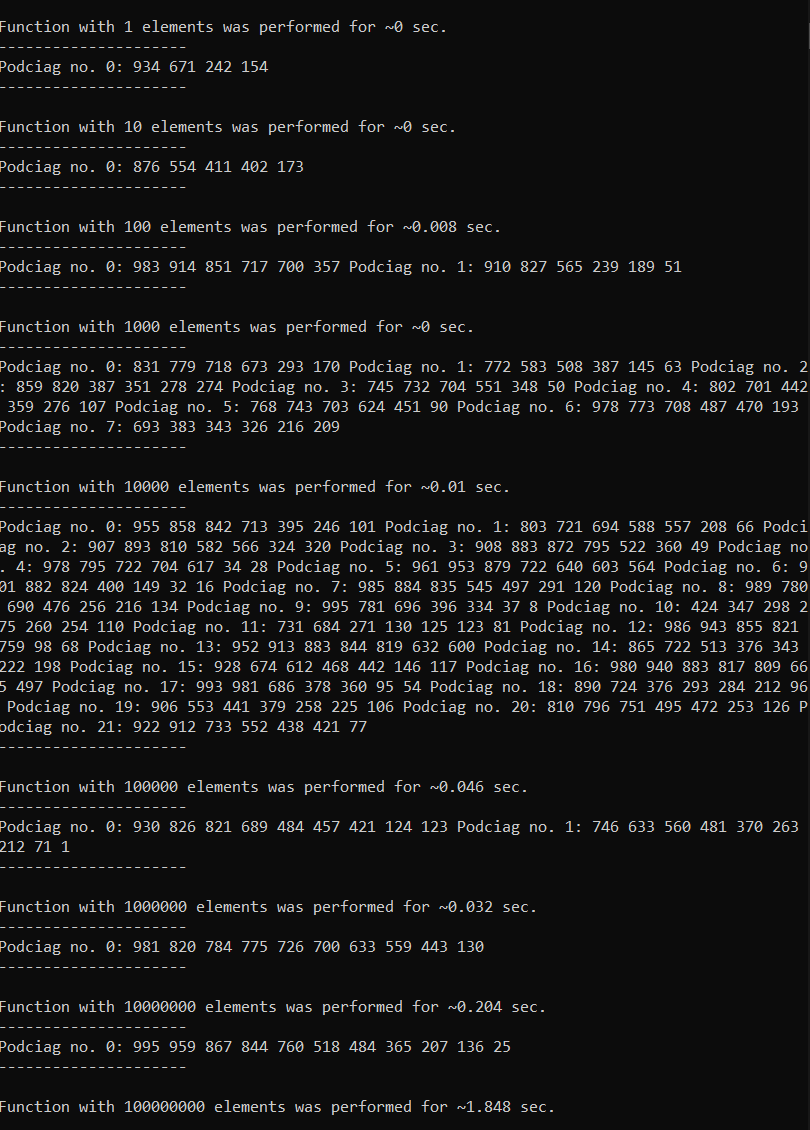 Function with 1 elements was performed for ~0 sec.
---------------------
Podciag no. 0: 934 671 242 154
---------------------
Function with 10 elements was performed for ~0 sec.
---------------------
Podciag no. 0: 876 554 411 402 173
---------------------
Function with 100 elements was performed for ~0.008 sec.
---------------------
Podciag no. 0: 983 914 851 717 700 357 Podciag no. 1: 910 827 565 239 189 51
---------------------
Function with 1000 elements was performed for ~0 sec.
---------------------
Podciag no. 0: 831 779 718 673 293 170 Podciag no. 1: 772 583 508 387 145 63 Podciag no. 2
: 859 820 387 351 278 274 Podciag no. 3: 745 732 704 551 348 50 Podciag no. 4: 802 701 442
359 276 107 Podciag no. 5: 768 743 703 624 451 90 Podciag no. 6: 978 773 708 487 470 193
Podciag no. 7: 693 383 343 326 216 209
---------------------
Function with 10000 elements was performed for ~0.01 sec.
---------------------
Podciag no. 0: 955 858 842 713 395 246 101 Podciag no. 1: 803 721 694 588 557 208 66 Podci
ag no. 2: 907 893 810 582 566 324 320 Podciag no. 3: 908 883 872 795 522 360 49 Podciag no
. 4: 978 795 722 704 617 34 28 Podciag no. 5: 961 953 879 722 640 603 564 Podciag no. 6: 9
01 882 824 400 149 32 16 Podciag no. 7: 985 884 835 545 497 291 120 Podciag no. 8: 989 780
690 476 256 216 134 Podciag no. 9: 995 781 696 396 334 37 8 Podciag no. 10: 424 347 298 2
75 260 254 110 Podciag no. 11: 731 684 271 130 125 123 81 Podciag no. 12: 986 943 855 821
759 98 68 Podciag no. 13: 952 913 883 844 819 632 600 Podciag no. 14: 865 722 513 376 343
222 198 Podciag no. 15: 928 674 612 468 442 146 117 Podciag no. 16: 980 940 883 817 809 66
5 497 Podciag no. 17: 993 981 686 378 360 95 54 Podciag no. 18: 890 724 376 293 284 212 96
Podciag no. 19: 906 553 441 379 258 225 106 Podciag no. 20: 810 796 751 495 472 253 126 P
odciag no. 21: 922 912 733 552 438 421 77
---------------------
Function with 100000 elements was performed for ~0.046 sec.
---------------------
Podciag no. 0: 930 826 821 689 484 457 421 124 123 Podciag no. 1: 746 633 560 481 370 263
212 71 1
---------------------
Function with 1000000 elements was performed for ~0.032 sec.
---------------------
Podciag no. 0: 981 820 784 775 726 700 633 559 443 130
---------------------
Function with 10000000 elements was performed for ~0.204 sec.
---------------------
Podciag no. 0: 995 959 867 844 760 518 484 365 207 136 25
---------------------
Function with 100000000 elements was performed for ~1.848 sec.